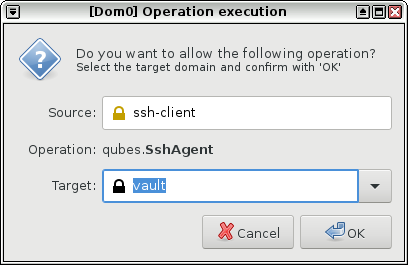 [Dom0] Operation execution
Do you want to allow the following operation?
Select the target domain and confirm with 'OK'
Source: ssh-client
Operation: qubes.SshAgent
Target: vault
Cancel OK